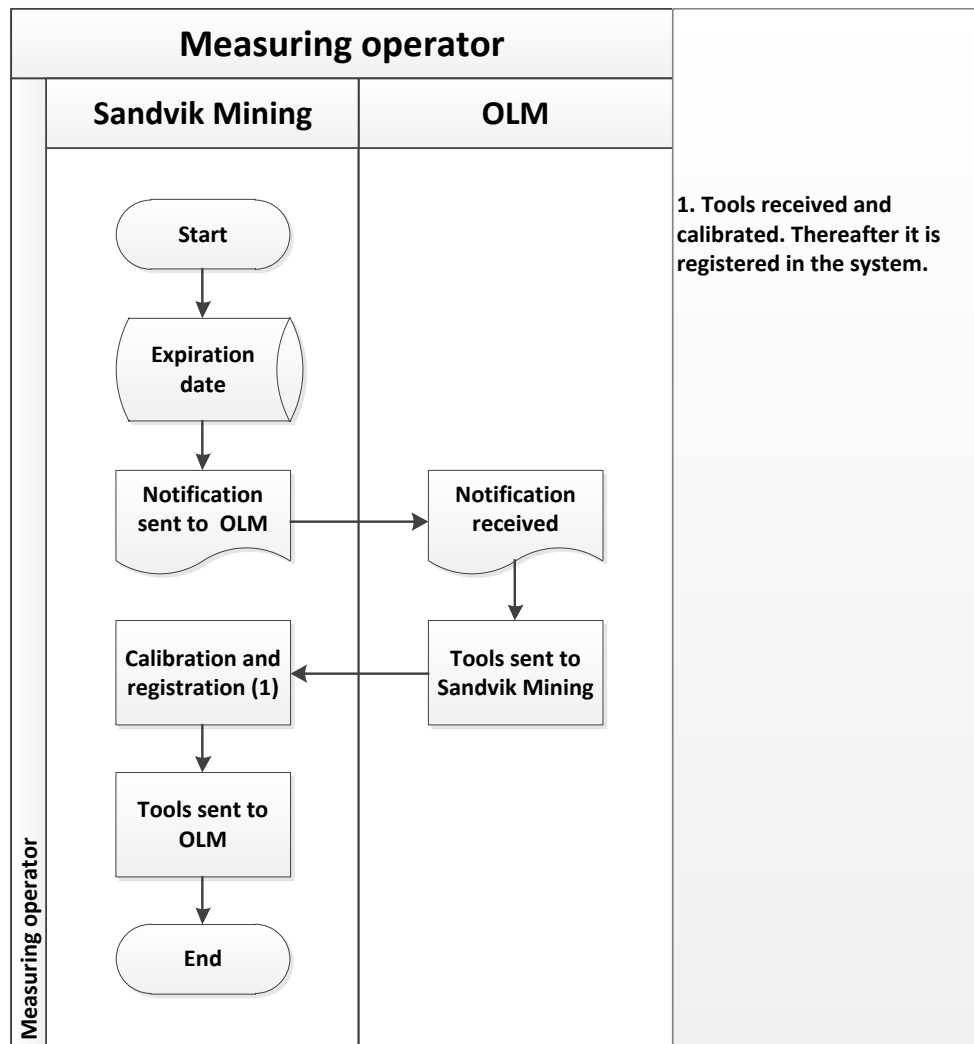 Measuring operator
Sandvik Mining
OLM
Start
1. Tools received and
calibrated. Thereafter it is
registered in the system.
Expiration
date
Notification
sent to OLM
Notification
received
Calibration and
registration (1)
Tools sent to
Sandvik Mining
Tools sent to
OLM
End
Measuring operator